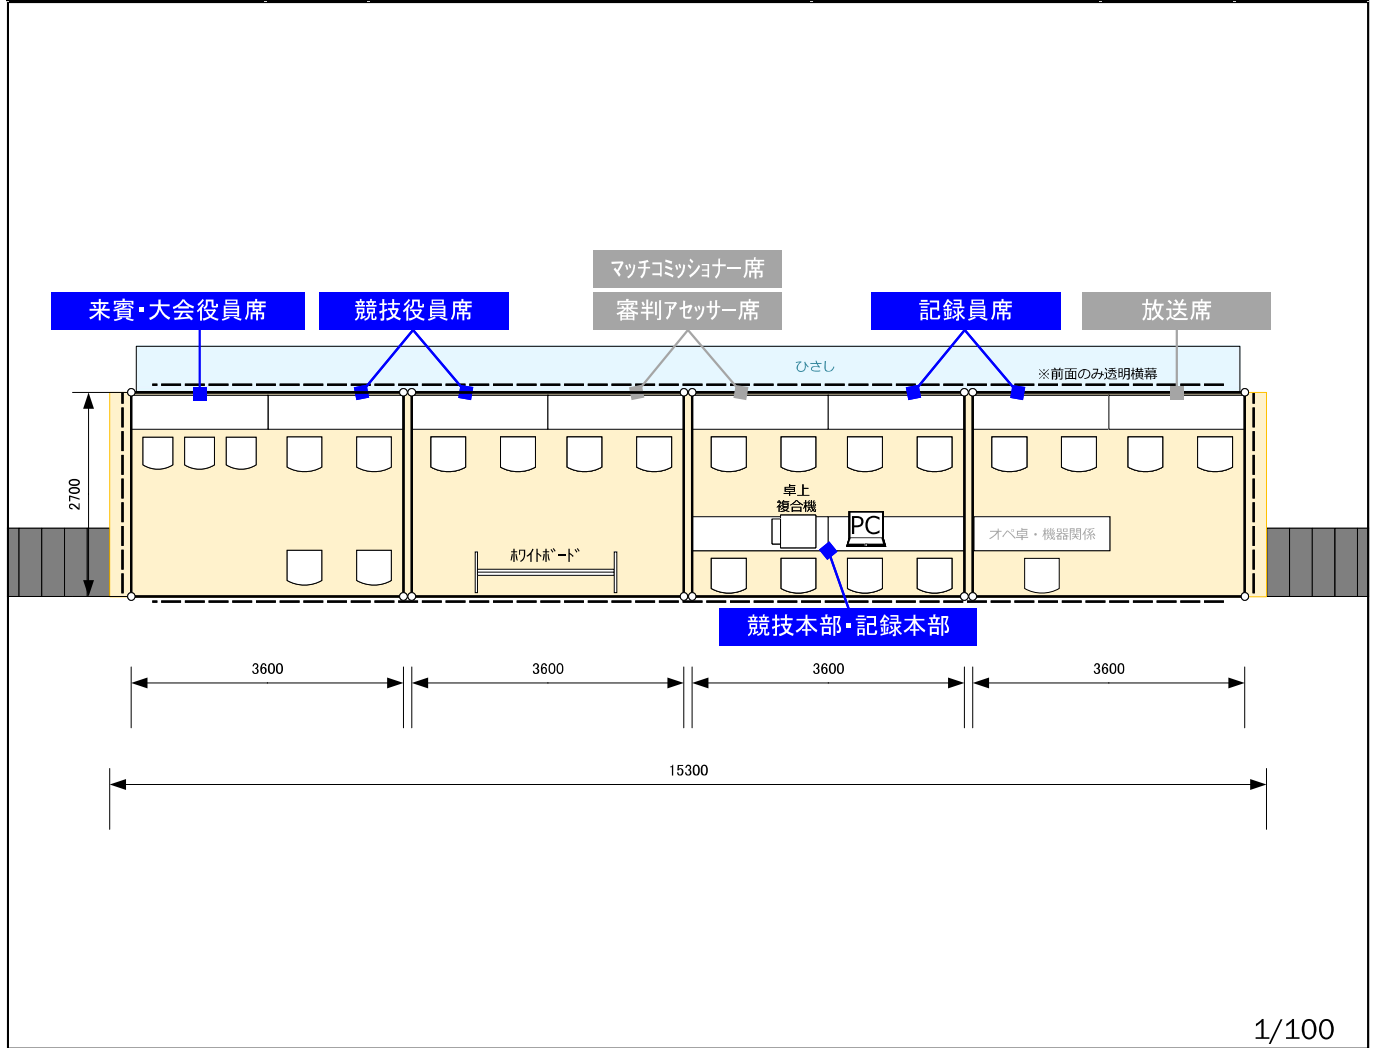 マッチコミッショナー席
来賓・大会役員席
競技役員席
審判アセッサー席
記録員席
放送席
ひさし
※前面のみ透明横幕
2700
卓上
複合機
PC
オペ卓・機器関係
ホワイトボード
競技本部・記録本部
3600
3600
3600
3600
15300
1/100